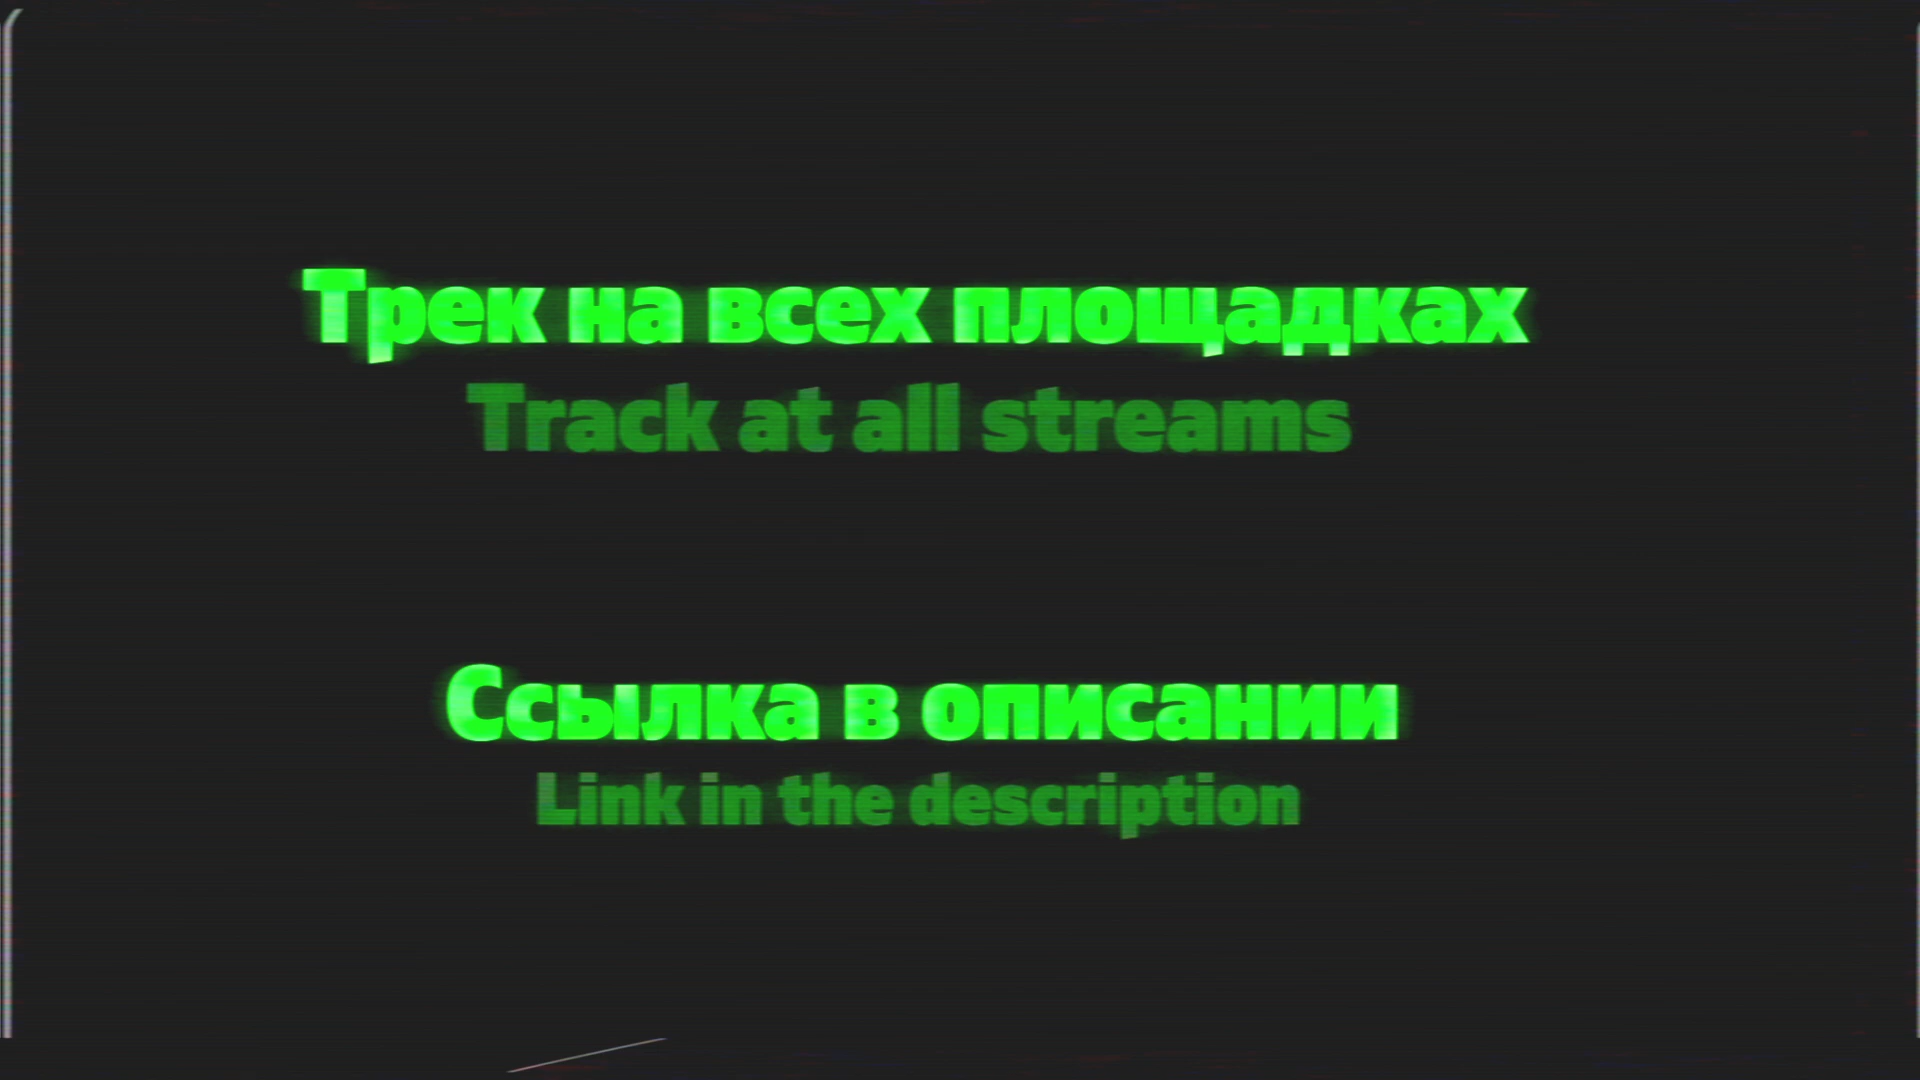 Трек на всех площадках
Track at all streams
Ссылка в описании
Link in the description